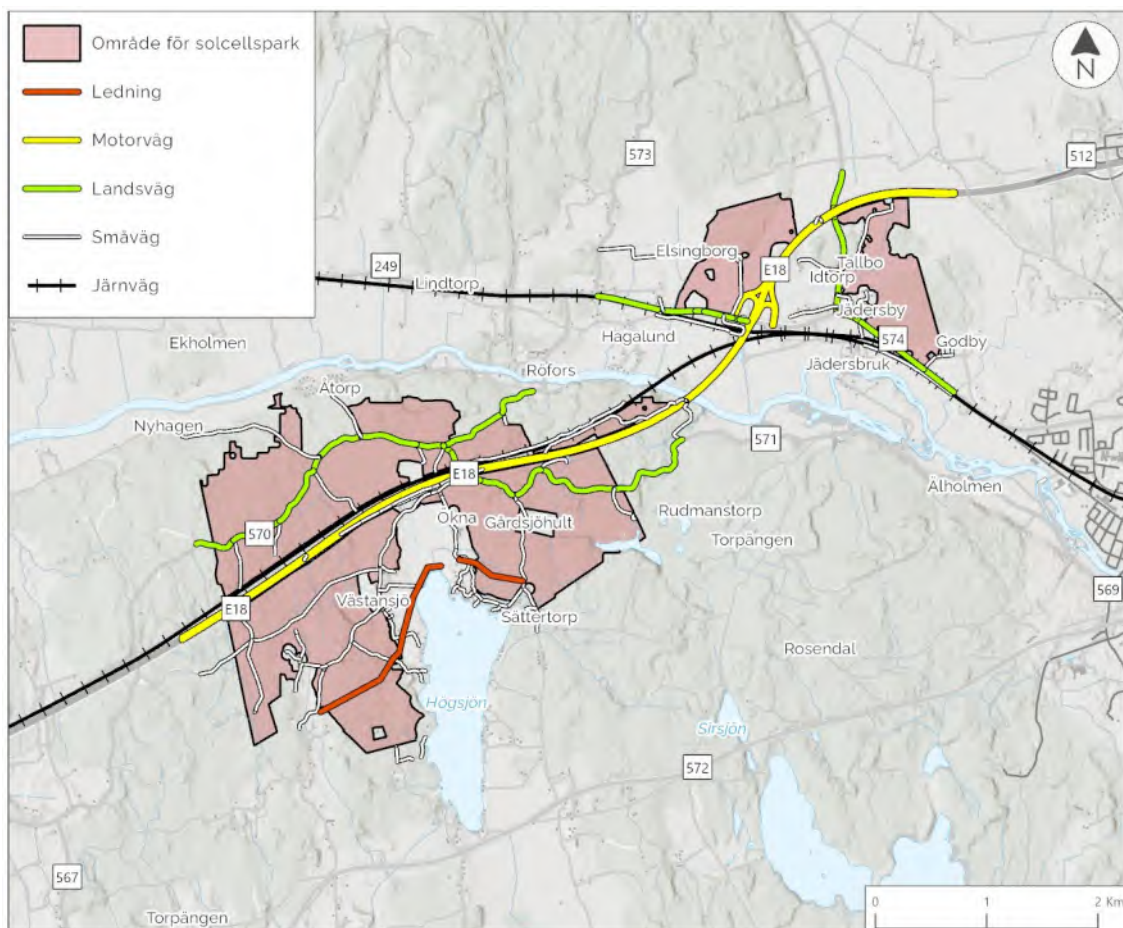 Område för solcellspark
Ledning
Motorväg
Landsväg
Småväg
Järnväg
N
573
512
249
Elsingborg
E18
Tallbo
Idtorp
Lindtorp
Jädersby
Hagalund
574
Godby
Ekholmen
Jädersbruk
Röfors
Åtorp
Nyhagen
571
E18
Älholmen
Ökna
Gårdsjöhult
Rudmanstorp
570
Torpängen
569
E18
Västansjö
Sättertorp
Rosendal
Högsjön
Sirsjön
572
567
Torpängen
0 1 2 Km